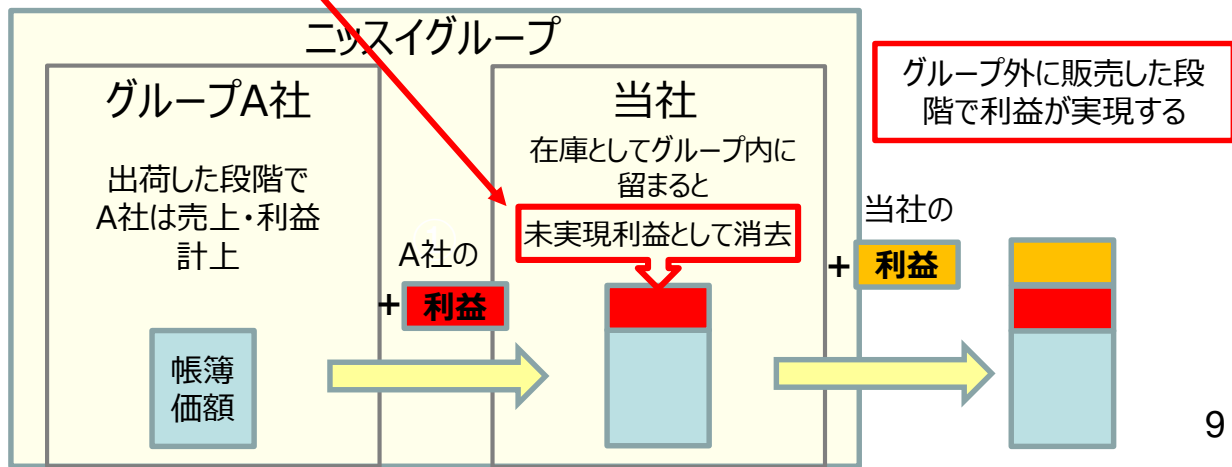 ニッスイグループ
グループA社
出荷した段階で
A社は売上・利益
計上
帳簿
価額
A社の
+
利益
当社
在庫としてグループ内に
留まると
未実現利益として消去
当社の
+
利益
グループ外に販売した段
階で利益が実現する
9